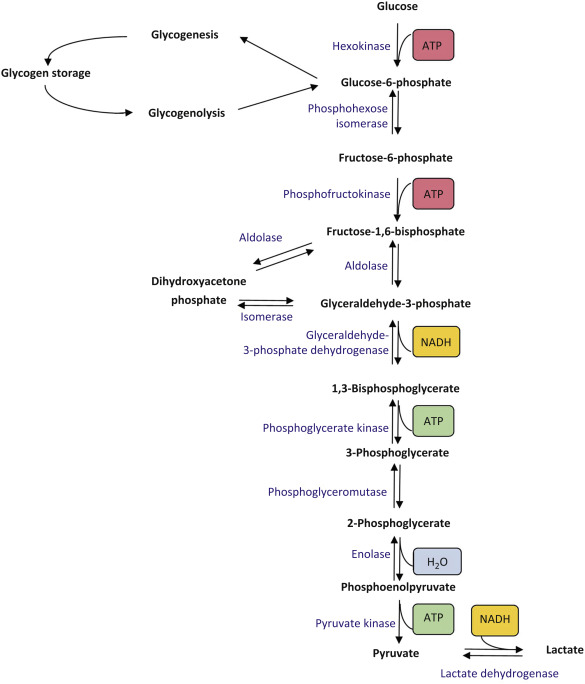 Glucose
Glycogenesis
Hexokinase
ATP
Glycogen storage
Glucose-6-phosphate
Glycogenolysis
Phosphohexose
isomerase
Fructose-6-phosphate
Phosphofructokinase
ATP
Fructose-1,6-bisphosphate
Aldolase
Aldolase
Dihydroxyacetone
phosphate
Glyceraldehyde-3-phosphate
Isomerase
Glyceraldehyde-
3-phosphate dehydrogenase
NADH
1,3-Bisphosphoglycerate
Phosphoglycerate kinase
ATP
3-Phosphoglycerate
Phosphoglyceromutase
2-Phosphoglycerate
Enolase
H₂O
Phosphoenolpyruvate
Pyruvate kinase
ATP
NADH
Pyruvate
Lactate
Lactate dehydrogenase